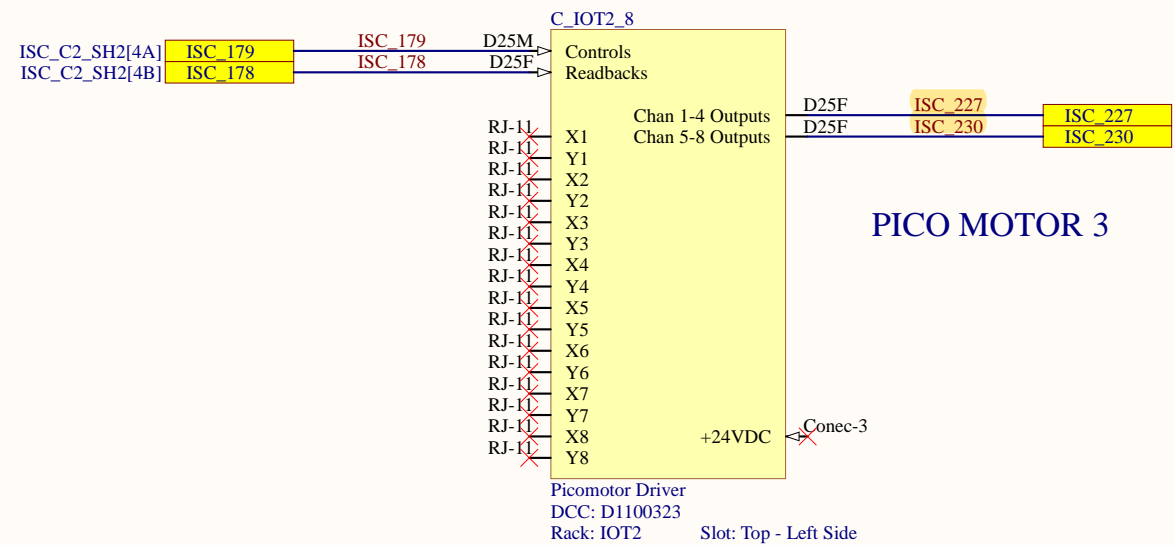 C_IOT2_8
ISC_C2_SH2[4A] ISC_179 ISC_179 D25M Controls
ISC_C2_SH2[4B] ISC_178 ISC_178 D25F Readbacks
Chan 1-4 Outputs D25F ISC_227 ISC_227
Chan 5-8 Outputs D25F ISC_230 ISC_230
RJ-11 X1
RJ-11 Y1
RJ-11 X2
RJ-11 Y2
RJ-11 X3
RJ-11 Y3
RJ-11 X4
RJ-11 Y4
RJ-11 X5
RJ-11 Y5
RJ-11 X6
RJ-11 Y6
RJ-11 X7
RJ-11 Y7
RJ-11 X8
RJ-11 Y8
PICO MOTOR 3
+24VDC Conec-3
Picomotor Driver
DCC: D1100323
Rack: IOT2 Slot: Top - Left Side